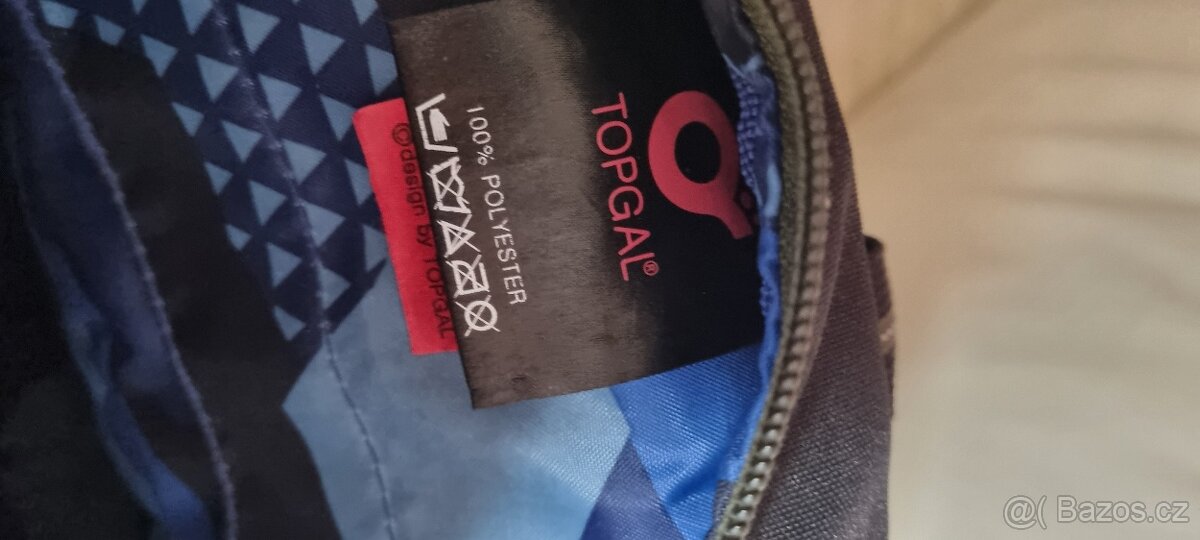 TOPGAL®
100% POLYESTER
©design by TOPGAL
@( Bazos.cz